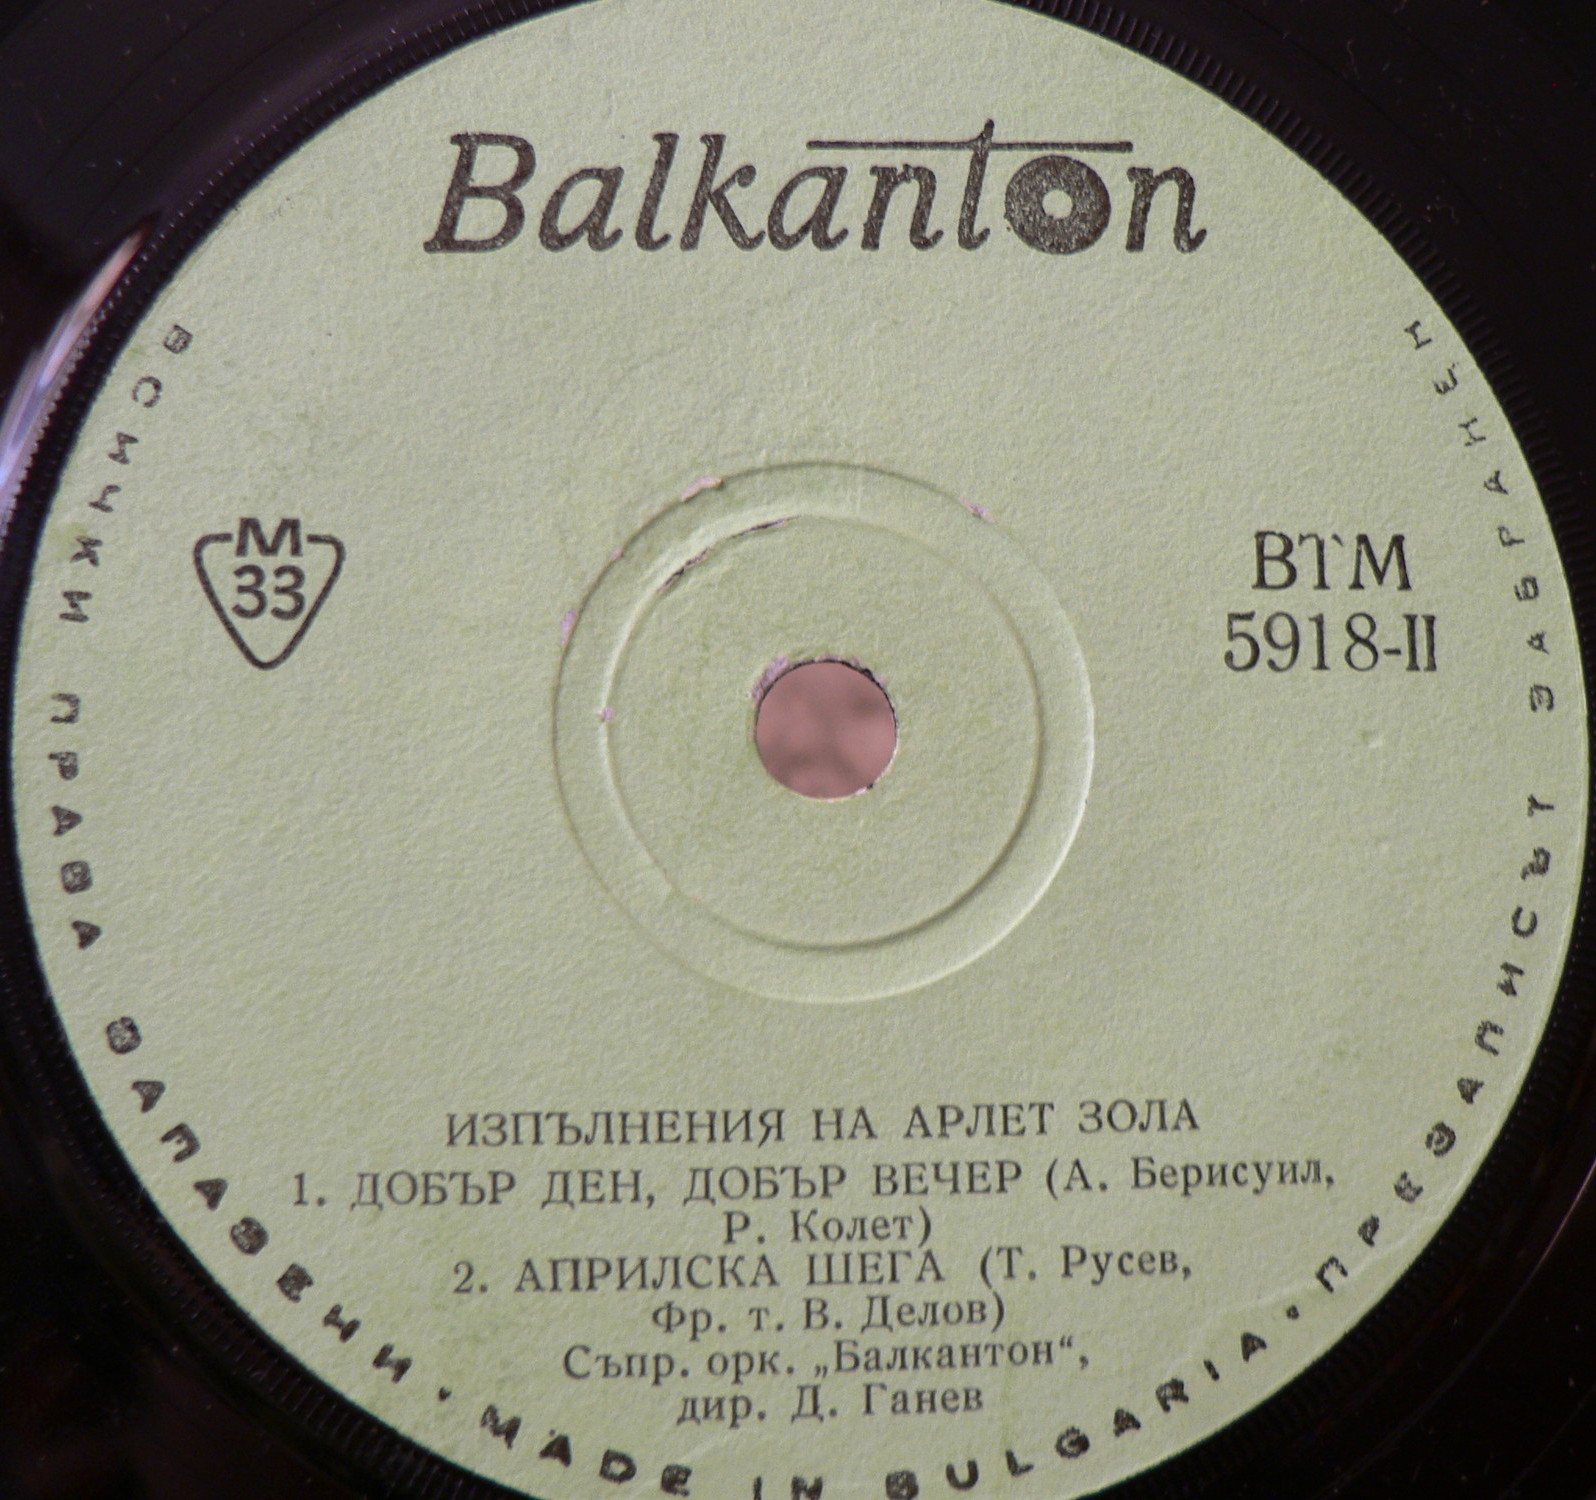 Balkanton
M
33
ВТМ
5918-II
ИЗПЪЛНЕНИЯ НА АРЛЕТ ЗОЛА
1. ДОБЪР ДЕН, ДОБЪР ВЕЧЕР (А. Берисуил,
Р. Колет)
2. АПРИЛСКА ШЕГА (Т. Русев,
Фр. т. В. Делов)
Съпр. орк. „Балкантон“,
дир. Д. Ганев
ВСИЧКИ ПРАВА ЗАПАЗЕНИ · MADE IN BULGARIA · ПРЕЗАПИСЪТ ЗАБРАНЕН